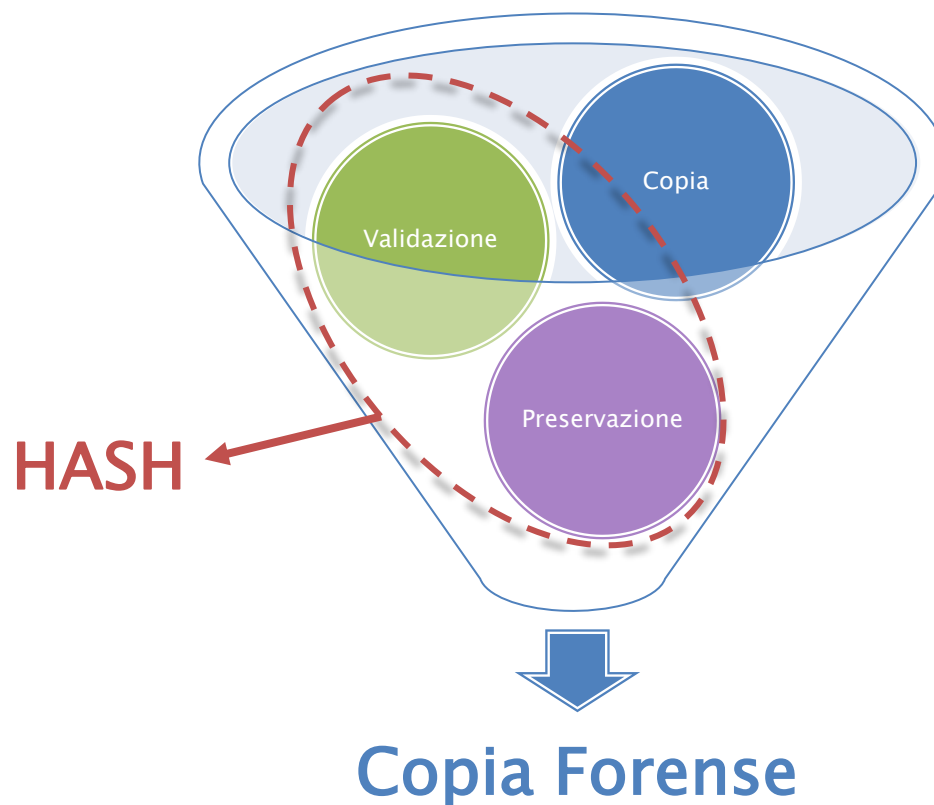 Copia
Validazione
Preservazione
HASH
Copia Forense